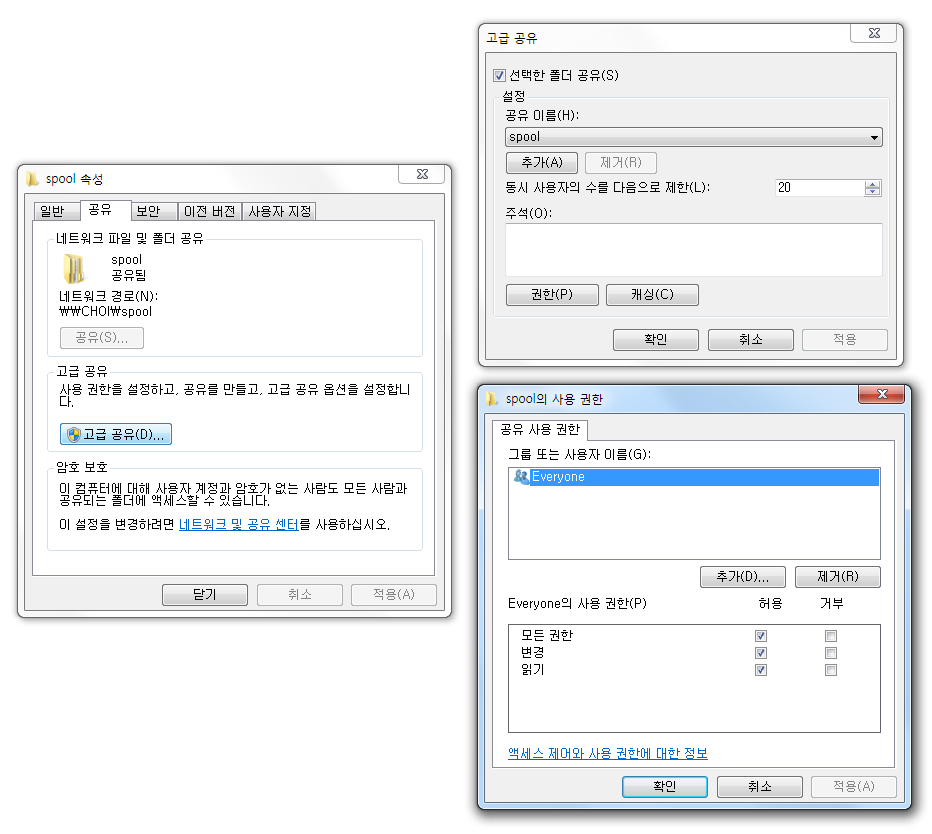 spool 속성
일반 공유 보안 이전 버전 사용자 지정
네트워크 파일 및 폴더 공유
spool
공유됨
네트워크 경로(N):
₩₩CHOI₩spool
공유(S)...
고급 공유
사용 권한을 설정하고, 공유를 만들고, 고급 공유 옵션을 설정합니
다.
고급 공유(D)...
암호 보호
이 컴퓨터에 대해 사용자 계정과 암호가 없는 사람도 모든 사람과
공유되는 폴더에 액세스할 수 있습니다.
이 설정을 변경하려면 네트워크 및 공유 센터를 사용하십시오.
닫기 취소 적용(A)
고급 공유
선택한 폴더 공유(S)
설정
공유 이름(H):
spool
추가(A) 제거(R)
동시 사용자의 수를 다음으로 제한(L): 20
주석(O):
권한(P) 캐싱(C)
확인 취소 적용
spool의 사용 권한
공유 사용 권한
그룹 또는 사용자 이름(G):
Everyone
추가(D)... 제거(R)
Everyone의 사용 권한(P) 허용 거부
모든 권한
변경
읽기
액세스 제어와 사용 권한에 대한 정보
확인 취소 적용(A)